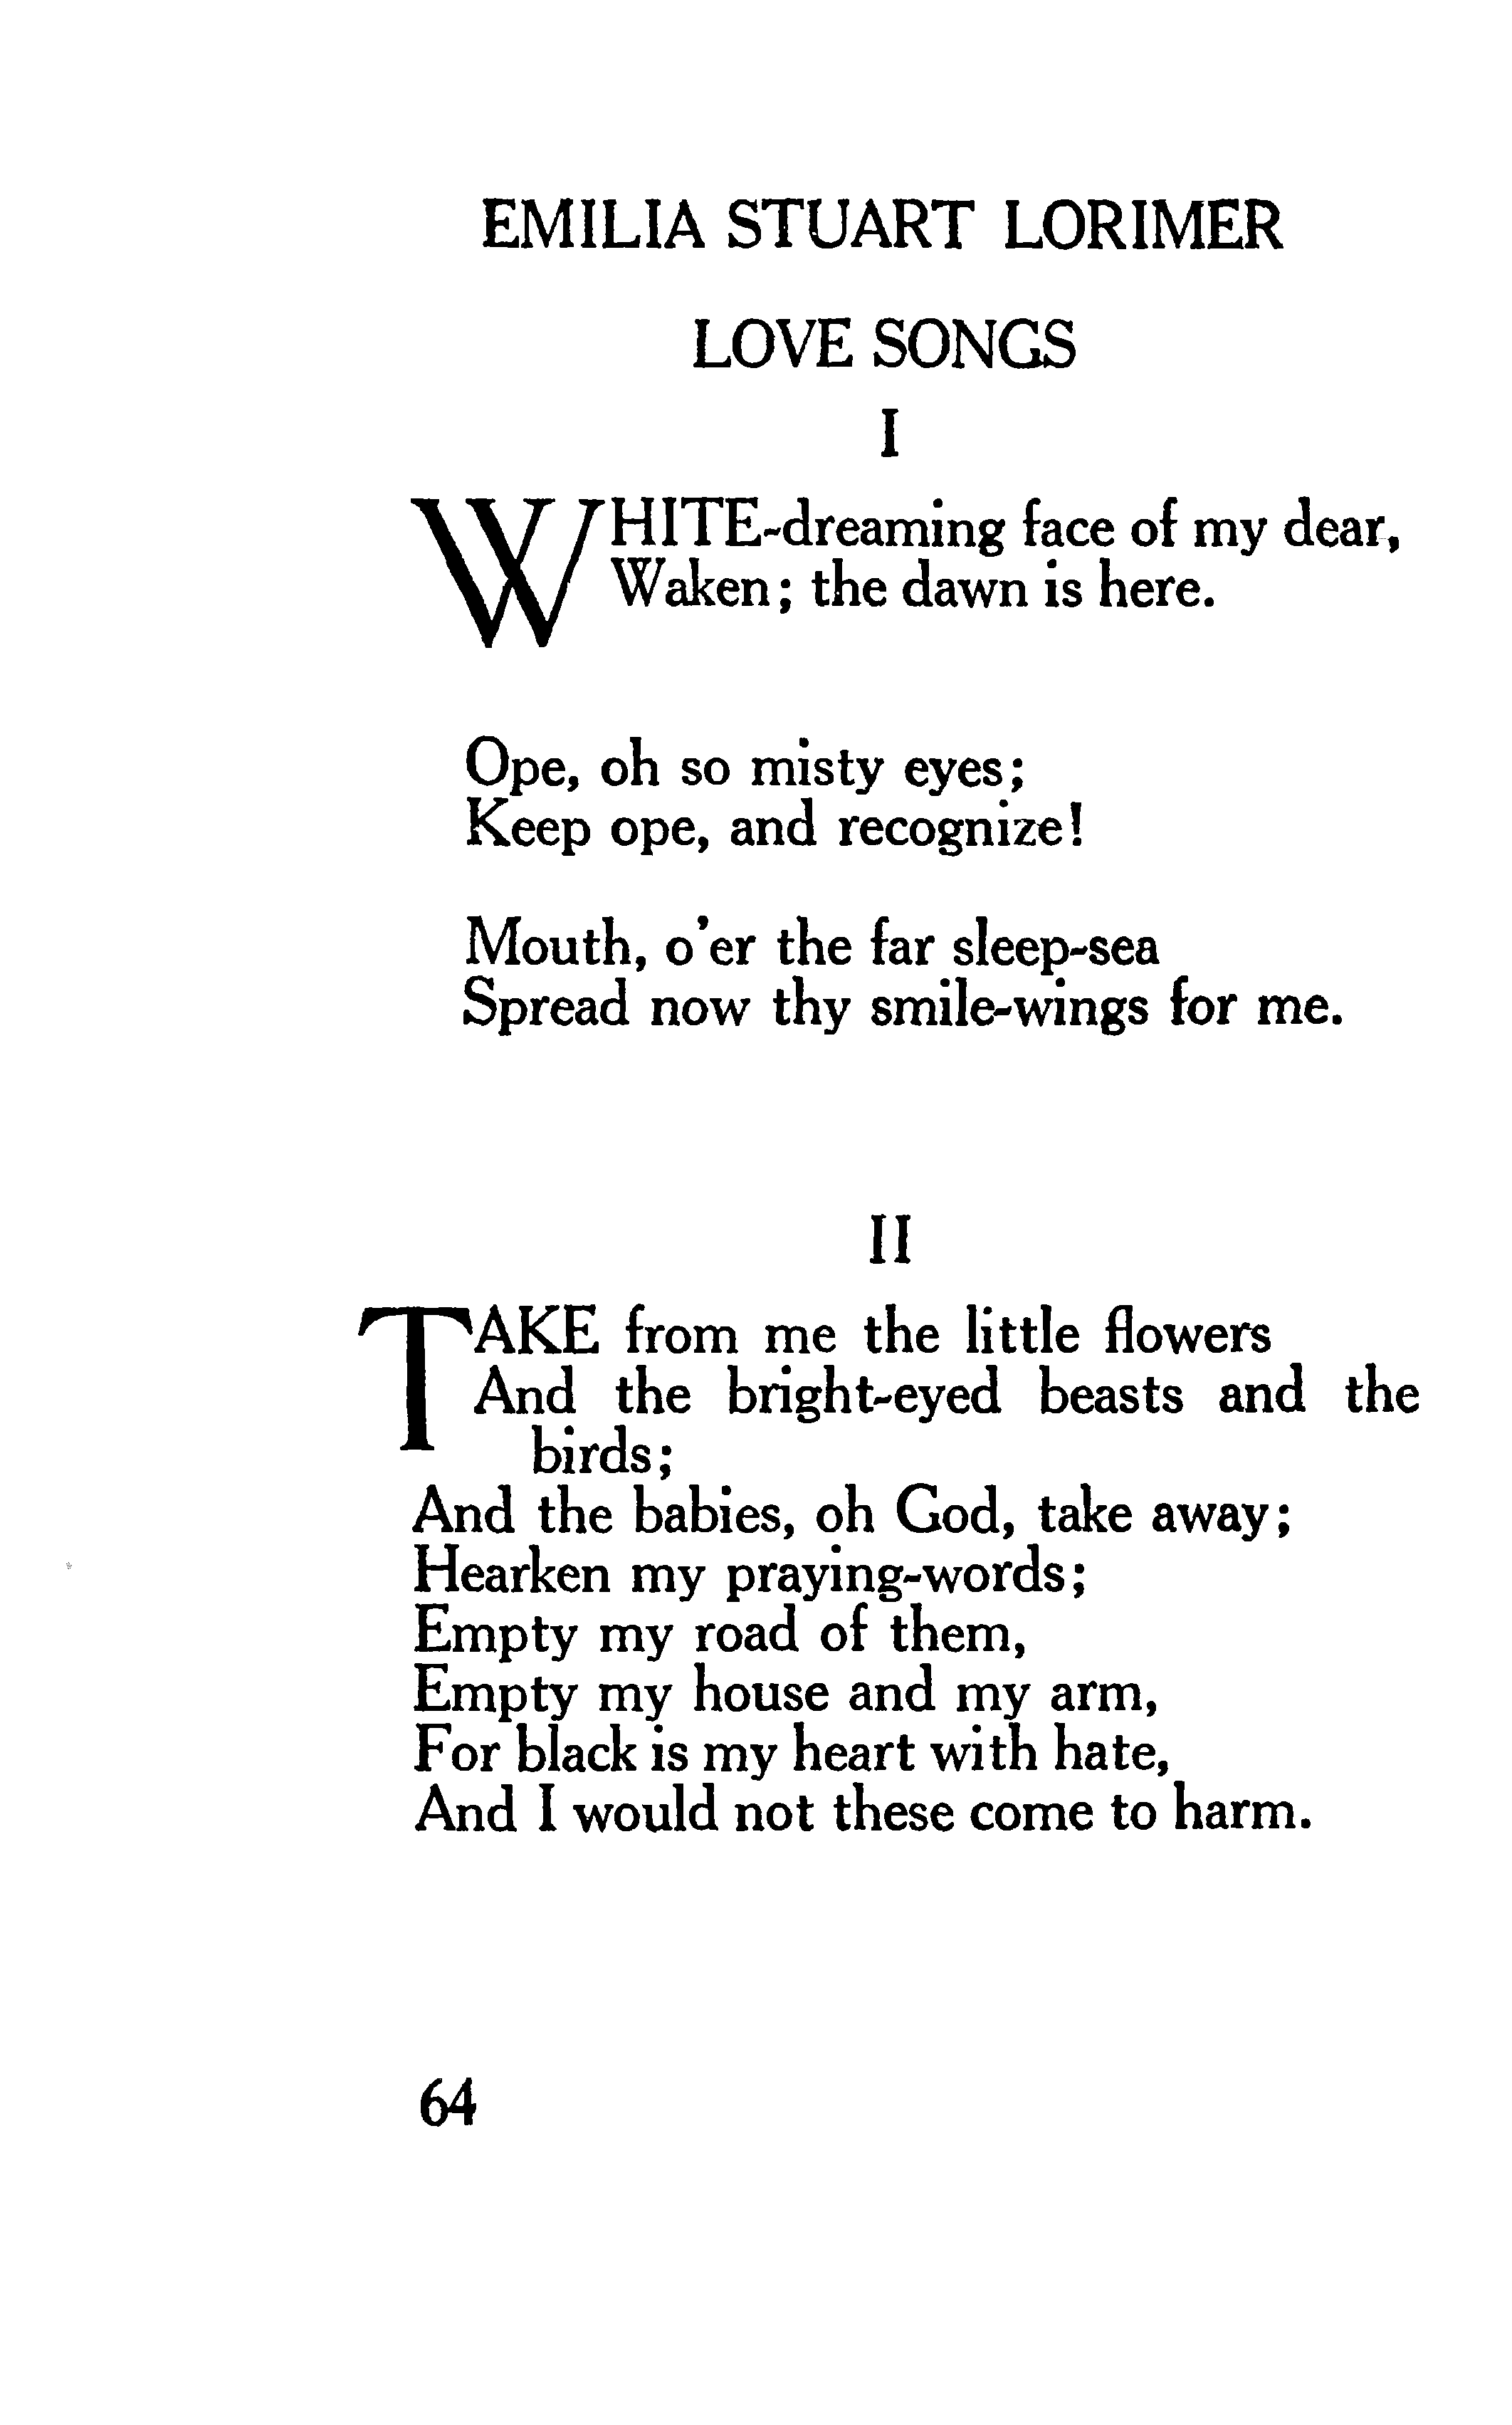 EMILIA STUART LORIMER
LOVE SONGS
I
WHITE-dreaming face of my dear,
Waken; the dawn is here.
Ope, oh so misty eyes;
Keep ope, and recognize!
Mouth, o'er the far sleep-sea
Spread now thy smile-wings for me.
II
TAKE from me the little flowers
And the bright-eyed beasts and the
birds;
And the babies, oh God, take away;
Hearken my praying-words;
Empty my road of them,
Empty my house and my arm,
For black is my heart with hate,
And I would not these come to harm.
64